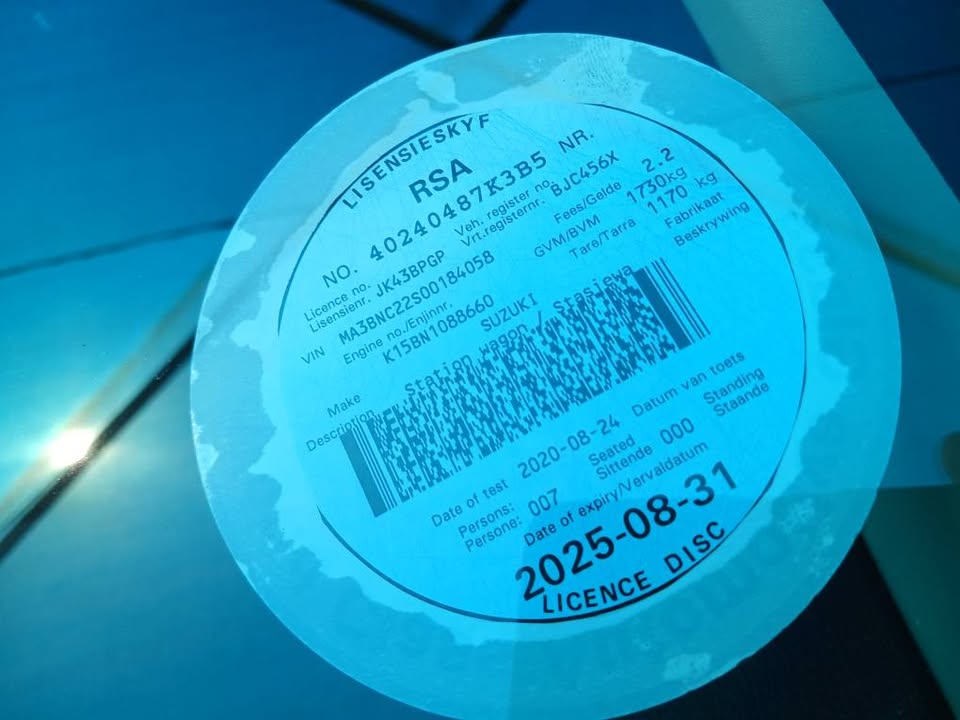 LISENSIESKYF
RSA
NO. 40240487K3B5 NR.
Licence no. JK43BPGP Veh. register no. BJC456X
Lisensienr. Vrt.registernr.
VIN MA3BNC22S00184058 Fees/Gelde 2.2
Engine no./Enjinnr. GVM/BVM 1730kg
K15BN1088660 Tare/Tarra 1170 kg
Make SUZUKI Fabrikaat
Description Station wagon / Stasiewa Beskrywing
Date of test 2020-08-24 Datum van toets
Persons: 007 Seated 000 Standing
Persone: Sittende Staande
Date of expiry/Vervaldatum
2025-08-31
LICENCE DISC